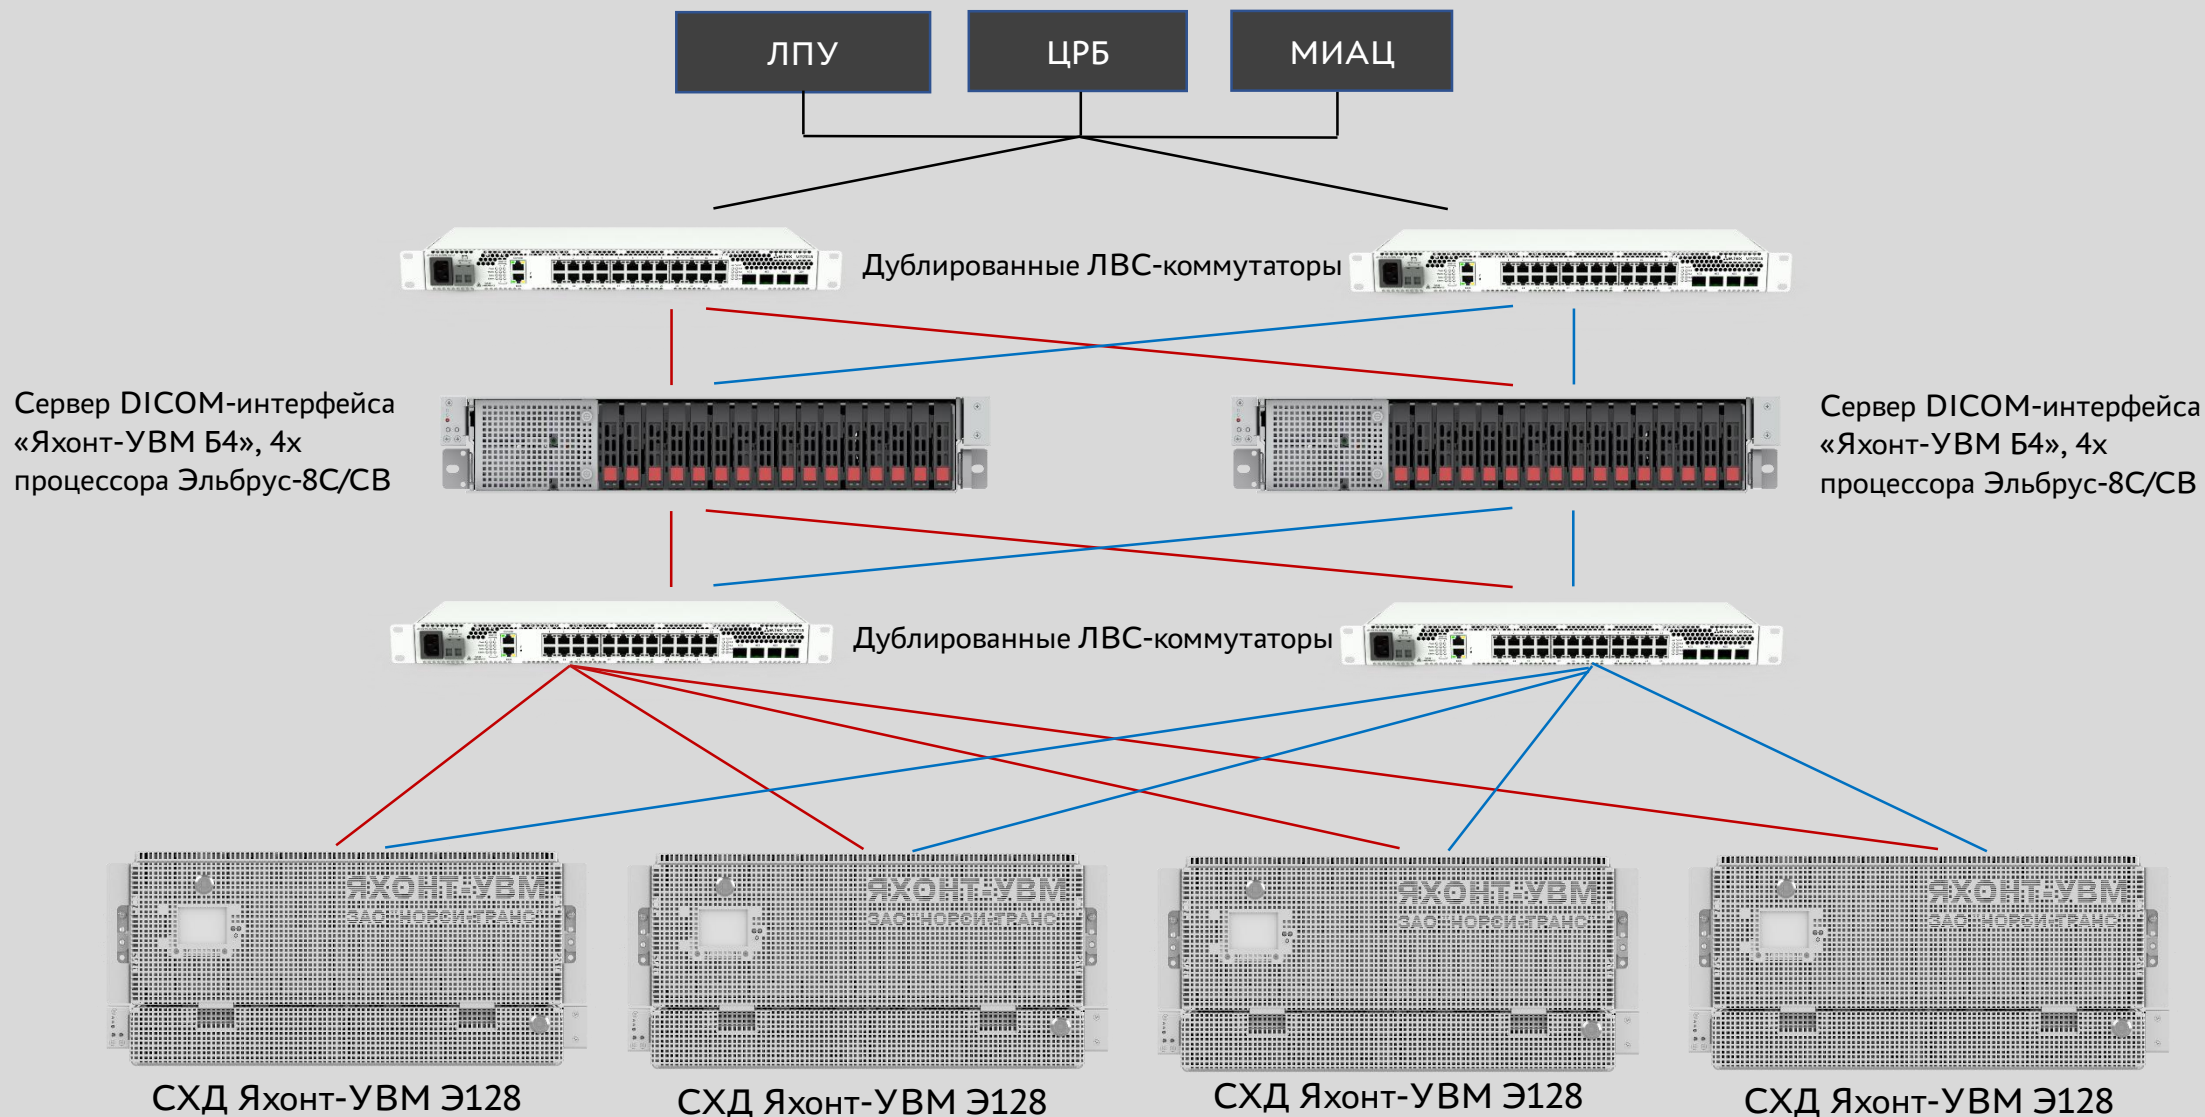 ЛПУ
ЦРБ
МИАЦ
Дублированные ЛВС-коммутаторы
Сервер DICOM-интерфейса
«Яхонт-УВМ Б4», 4х
процессора Эльбрус-8С/СВ
Сервер DICOM-интерфейса
«Яхонт-УВМ Б4», 4х
процессора Эльбрус-8С/СВ
Дублированные ЛВС-коммутаторы
ЯХОНТ-УВМ
ЗАО "НОРСИ-ТРАНС"
ЯХОНТ-УВМ
ЗАО "НОРСИ-ТРАНС"
ЯХОНТ-УВМ
ЗАО "НОРСИ-ТРАНС"
ЯХОНТ-УВМ
ЗАО "НОРСИ-ТРАНС"
СХД Яхонт-УВМ Э128
СХД Яхонт-УВМ Э128
СХД Яхонт-УВМ Э128
СХД Яхонт-УВМ Э128